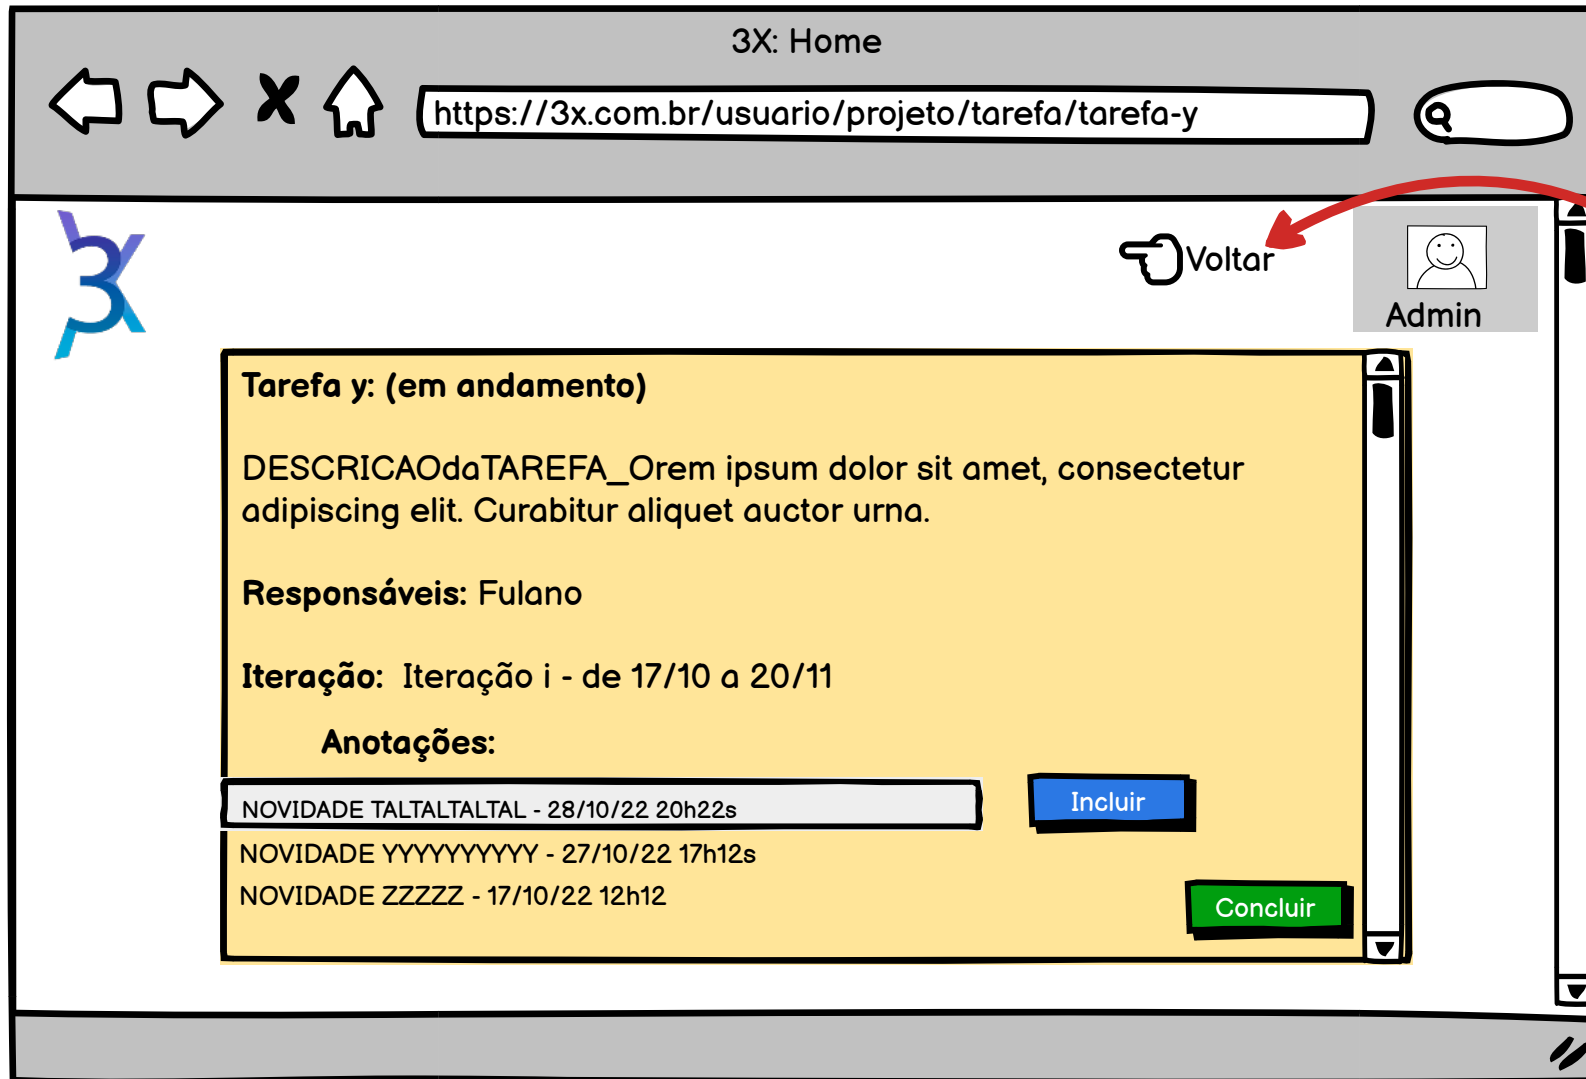 3X: Home
https://3x.com.br/usuario/projeto/tarefa/tarefa-y
3X
Voltar
Admin
Tarefa y: (em andamento)
DESCRICAOdaTAREFA_Orem ipsum dolor sit amet, consectetur
adipiscing elit. Curabitur aliquet auctor urna.
Responsáveis: Fulano
Iteração: Iteração i - de 17/10 a 20/11
Anotações:
NOVIDADE TALTALTALTAL - 28/10/22 20h22s
Incluir
NOVIDADE YYYYYYYYYY - 27/10/22 17h12s
NOVIDADE ZZZZZ - 17/10/22 12h12
Concluir